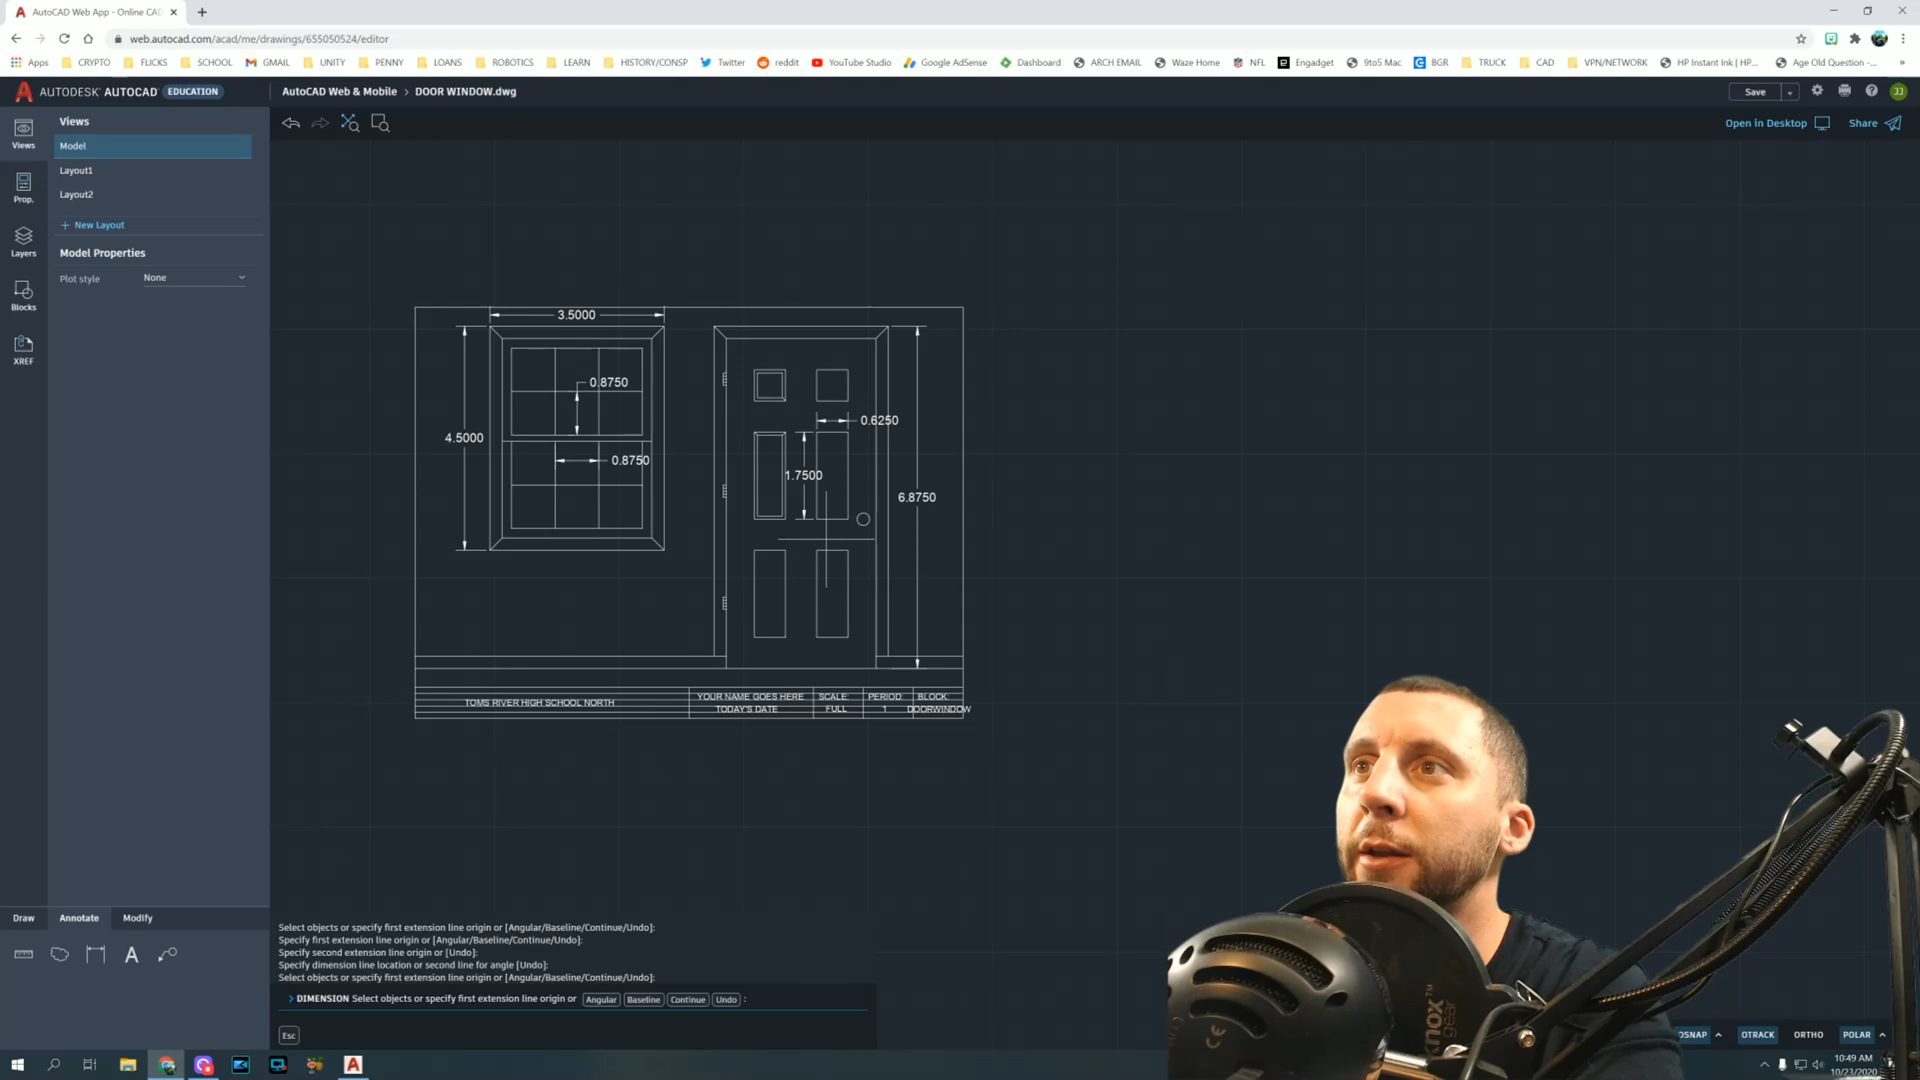 AutoCAD Web App - Online CAD
web.autocad.com/acad/me/drawings/655050524/editor
Apps CRYPTO FLICKS SCHOOL GMAIL UNITY PENNY LOANS ROBOTICS LEARN HISTORY/CONSP Twitter reddit YouTube Studio Google AdSense Dashboard ARCH EMAIL Waze Home NFL Engadget 9to5 Mac BGR TRUCK CAD VPN/NETWORK HP Instant Ink | HP... Age Old Question -... »
AUTODESK® AUTOCAD EDUCATION AutoCAD Web & Mobile > DOOR WINDOW.dwg Save JJ
Open in Desktop Share
Views
Views
Model
Layout1
Layout2
+ New Layout
Model Properties
Plot style None
Prop.
Layers
Blocks
XREF
3.5000
0.8750
0.6250
4.5000
0.8750
1.7500
6.8750
TOMS RIVER HIGH SCHOOL NORTH
YOUR NAME GOES HERE SCALE: PERIOD: BLOCK:
TODAY'S DATE FULL 1 DOORWINDOW
Draw Annotate Modify
A
Select objects or specify first extension line origin or [Angular/Baseline/Continue/Undo]:
Specify first extension line origin or [Angular/Baseline/Continue/Undo]:
Specify second extension line origin or [Undo]:
Specify dimension line location or second line for angle [Undo]:
Select objects or specify first extension line origin or [Angular/Baseline/Continue/Undo]:
> DIMENSION Select objects or specify first extension line origin or Angular Baseline Continue Undo :
Esc
OSNAP OTRACK ORTHO POLAR
knox
gear
10:49 AM
10/23/2020